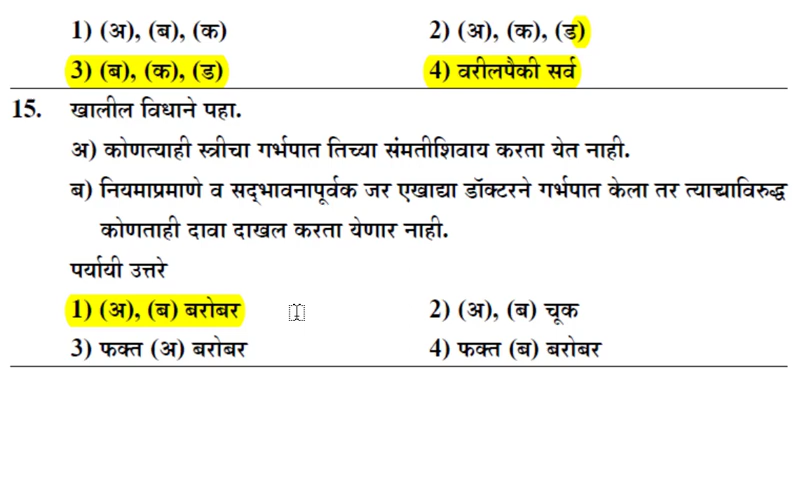 1) (अ), (ब), (क) 2) (अ), (क), (ड)
3) (ब), (क), (ड) 4) वरीलपैकी सर्व
15. खालील विधाने पहा.
अ) कोणत्याही स्त्रीचा गर्भपात तिच्या संमतीशिवाय करता येत नाही.
ब) नियमाप्रमाणे व सद्‌भावनापूर्वक जर एखाद्या डॉक्टरने गर्भपात केला तर त्याच्याविरुद्ध
कोणताही दावा दाखल करता येणार नाही.
पर्यायी उत्तरे
1) (अ), (ब) बरोबर 2) (अ), (ब) चूक
3) फक्त (अ) बरोबर 4) फक्त (ब) बरोबर